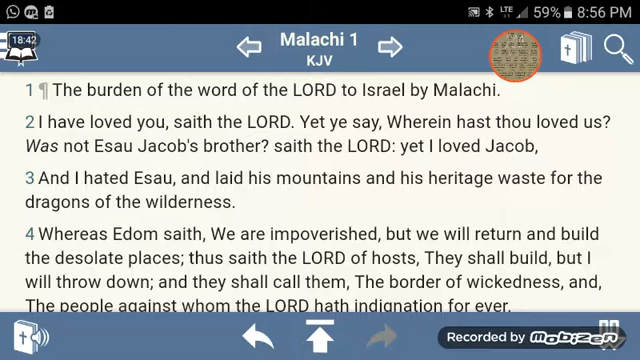 LTE 59% 8:56 PM
18:42
Malachi 1
KJV
1 ¶ The burden of the word of the LORD to Israel by Malachi.
2 I have loved you, saith the LORD. Yet ye say, Wherein hast thou loved us?
Was not Esau Jacob's brother? saith the LORD: yet I loved Jacob,
3 And I hated Esau, and laid his mountains and his heritage waste for the
dragons of the wilderness.
4 Whereas Edom saith, We are impoverished, but we will return and build
the desolate places; thus saith the LORD of hosts, They shall build, but I
will throw down; and they shall call them, The border of wickedness, and,
The people against whom the LORD hath indignation for ever.
Recorded by Mobizen